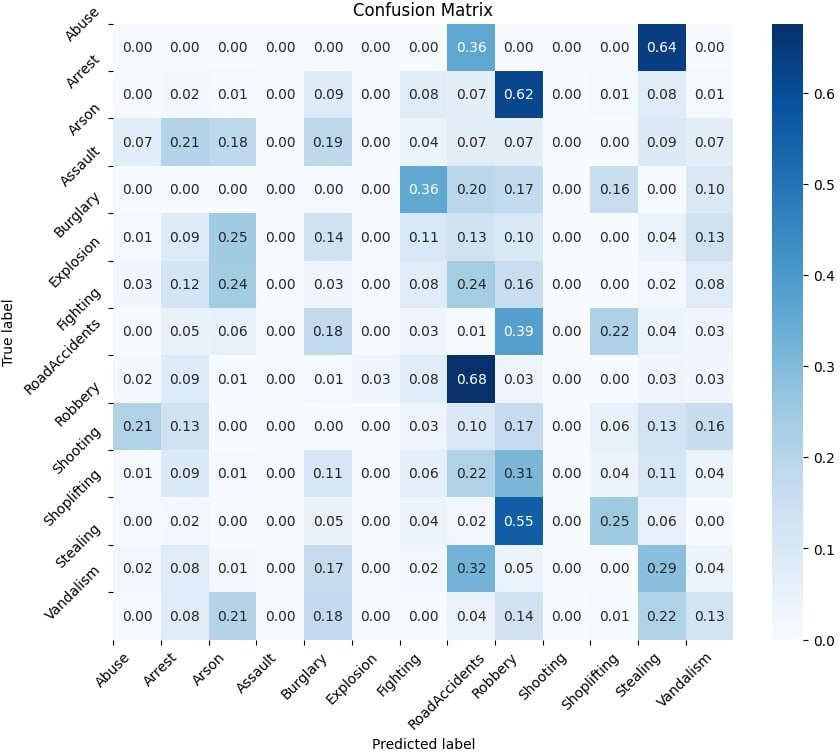 Confusion Matrix
True label
Abuse 0.00 0.00 0.00 0.00 0.00 0.00 0.00 0.36 0.00 0.00 0.00 0.64 0.00
Arrest 0.00 0.02 0.01 0.00 0.09 0.00 0.08 0.07 0.62 0.00 0.01 0.08 0.01
Arson 0.07 0.21 0.18 0.00 0.19 0.00 0.04 0.07 0.07 0.00 0.00 0.09 0.07
Assault 0.00 0.00 0.00 0.00 0.00 0.00 0.36 0.20 0.17 0.00 0.16 0.00 0.10
Burglary 0.01 0.09 0.25 0.00 0.14 0.00 0.11 0.13 0.10 0.00 0.00 0.04 0.13
Explosion 0.03 0.12 0.24 0.00 0.03 0.00 0.08 0.24 0.16 0.00 0.00 0.02 0.08
Fighting 0.00 0.05 0.06 0.00 0.18 0.00 0.03 0.01 0.39 0.00 0.22 0.04 0.03
RoadAccidents 0.02 0.09 0.01 0.00 0.01 0.03 0.08 0.68 0.03 0.00 0.00 0.03 0.03
Robbery 0.21 0.13 0.00 0.00 0.00 0.00 0.03 0.10 0.17 0.00 0.06 0.13 0.16
Shooting 0.01 0.09 0.01 0.00 0.11 0.00 0.06 0.22 0.31 0.00 0.04 0.11 0.04
Shoplifting 0.00 0.02 0.00 0.00 0.05 0.00 0.04 0.02 0.55 0.00 0.25 0.06 0.00
Stealing 0.02 0.08 0.01 0.00 0.17 0.00 0.02 0.32 0.05 0.00 0.00 0.29 0.04
Vandalism 0.00 0.08 0.21 0.00 0.18 0.00 0.00 0.04 0.14 0.00 0.01 0.22 0.13
Abuse Arrest Arson Assault Burglary Explosion Fighting RoadAccidents Robbery Shooting Shoplifting Stealing Vandalism
Predicted label
0.6
0.5
0.4
0.3
0.2
0.1
0.0